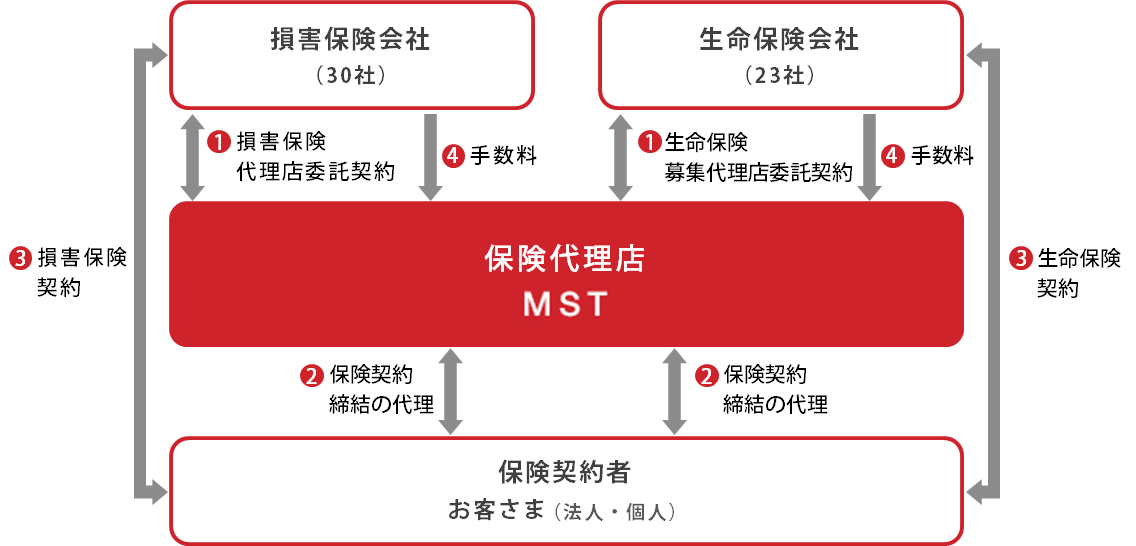 損害保険会社
（30社）
生命保険会社
（23社）
1 損害保険
代理店委託契約
4 手数料
1 生命保険
募集代理店委託契約
4 手数料
3 損害保険
契約
保険代理店
MST
3 生命保険
契約
2 保険契約
締結の代理
2 保険契約
締結の代理
保険契約者
お客さま（法人・個人）